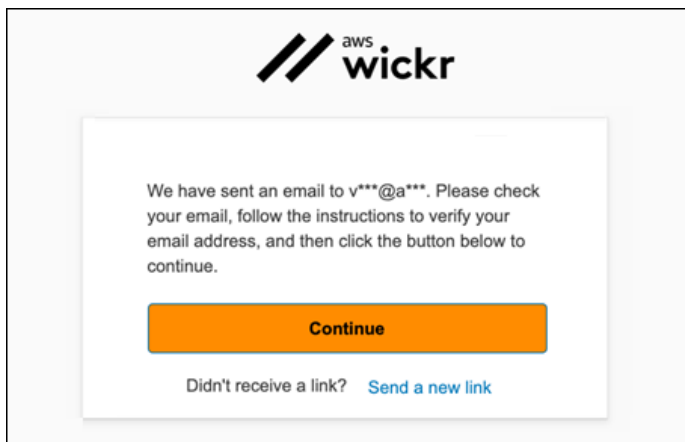 aws
wickr
We have sent an email to v***@a***. Please check
your email, follow the instructions to verify your
email address, and then click the button below to
continue.
Continue
Didn't receive a link? Send a new link